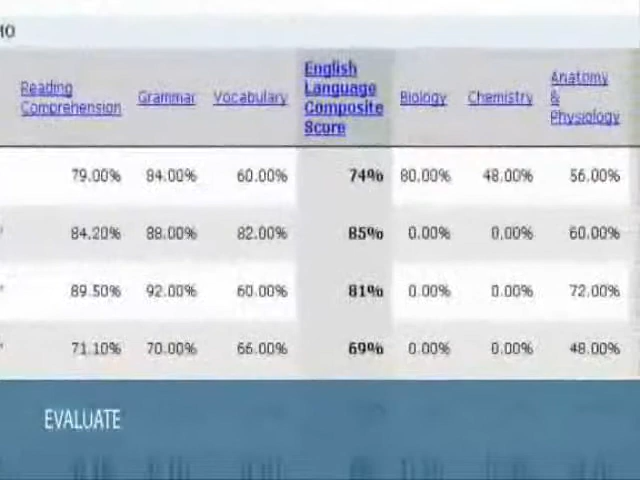 Reading Comprehension Grammar Vocabulary English Language Composite Score Biology Chemistry Anatomy & Physiology
79.00% 84.00% 60.00% 74% 80.00% 48.00% 56.00%
84.20% 88.00% 82.00% 85% 0.00% 0.00% 60.00%
89.50% 92.00% 60.00% 81% 0.00% 0.00% 72.00%
71.10% 70.00% 66.00% 69% 0.00% 0.00% 48.00%
EVALUATE